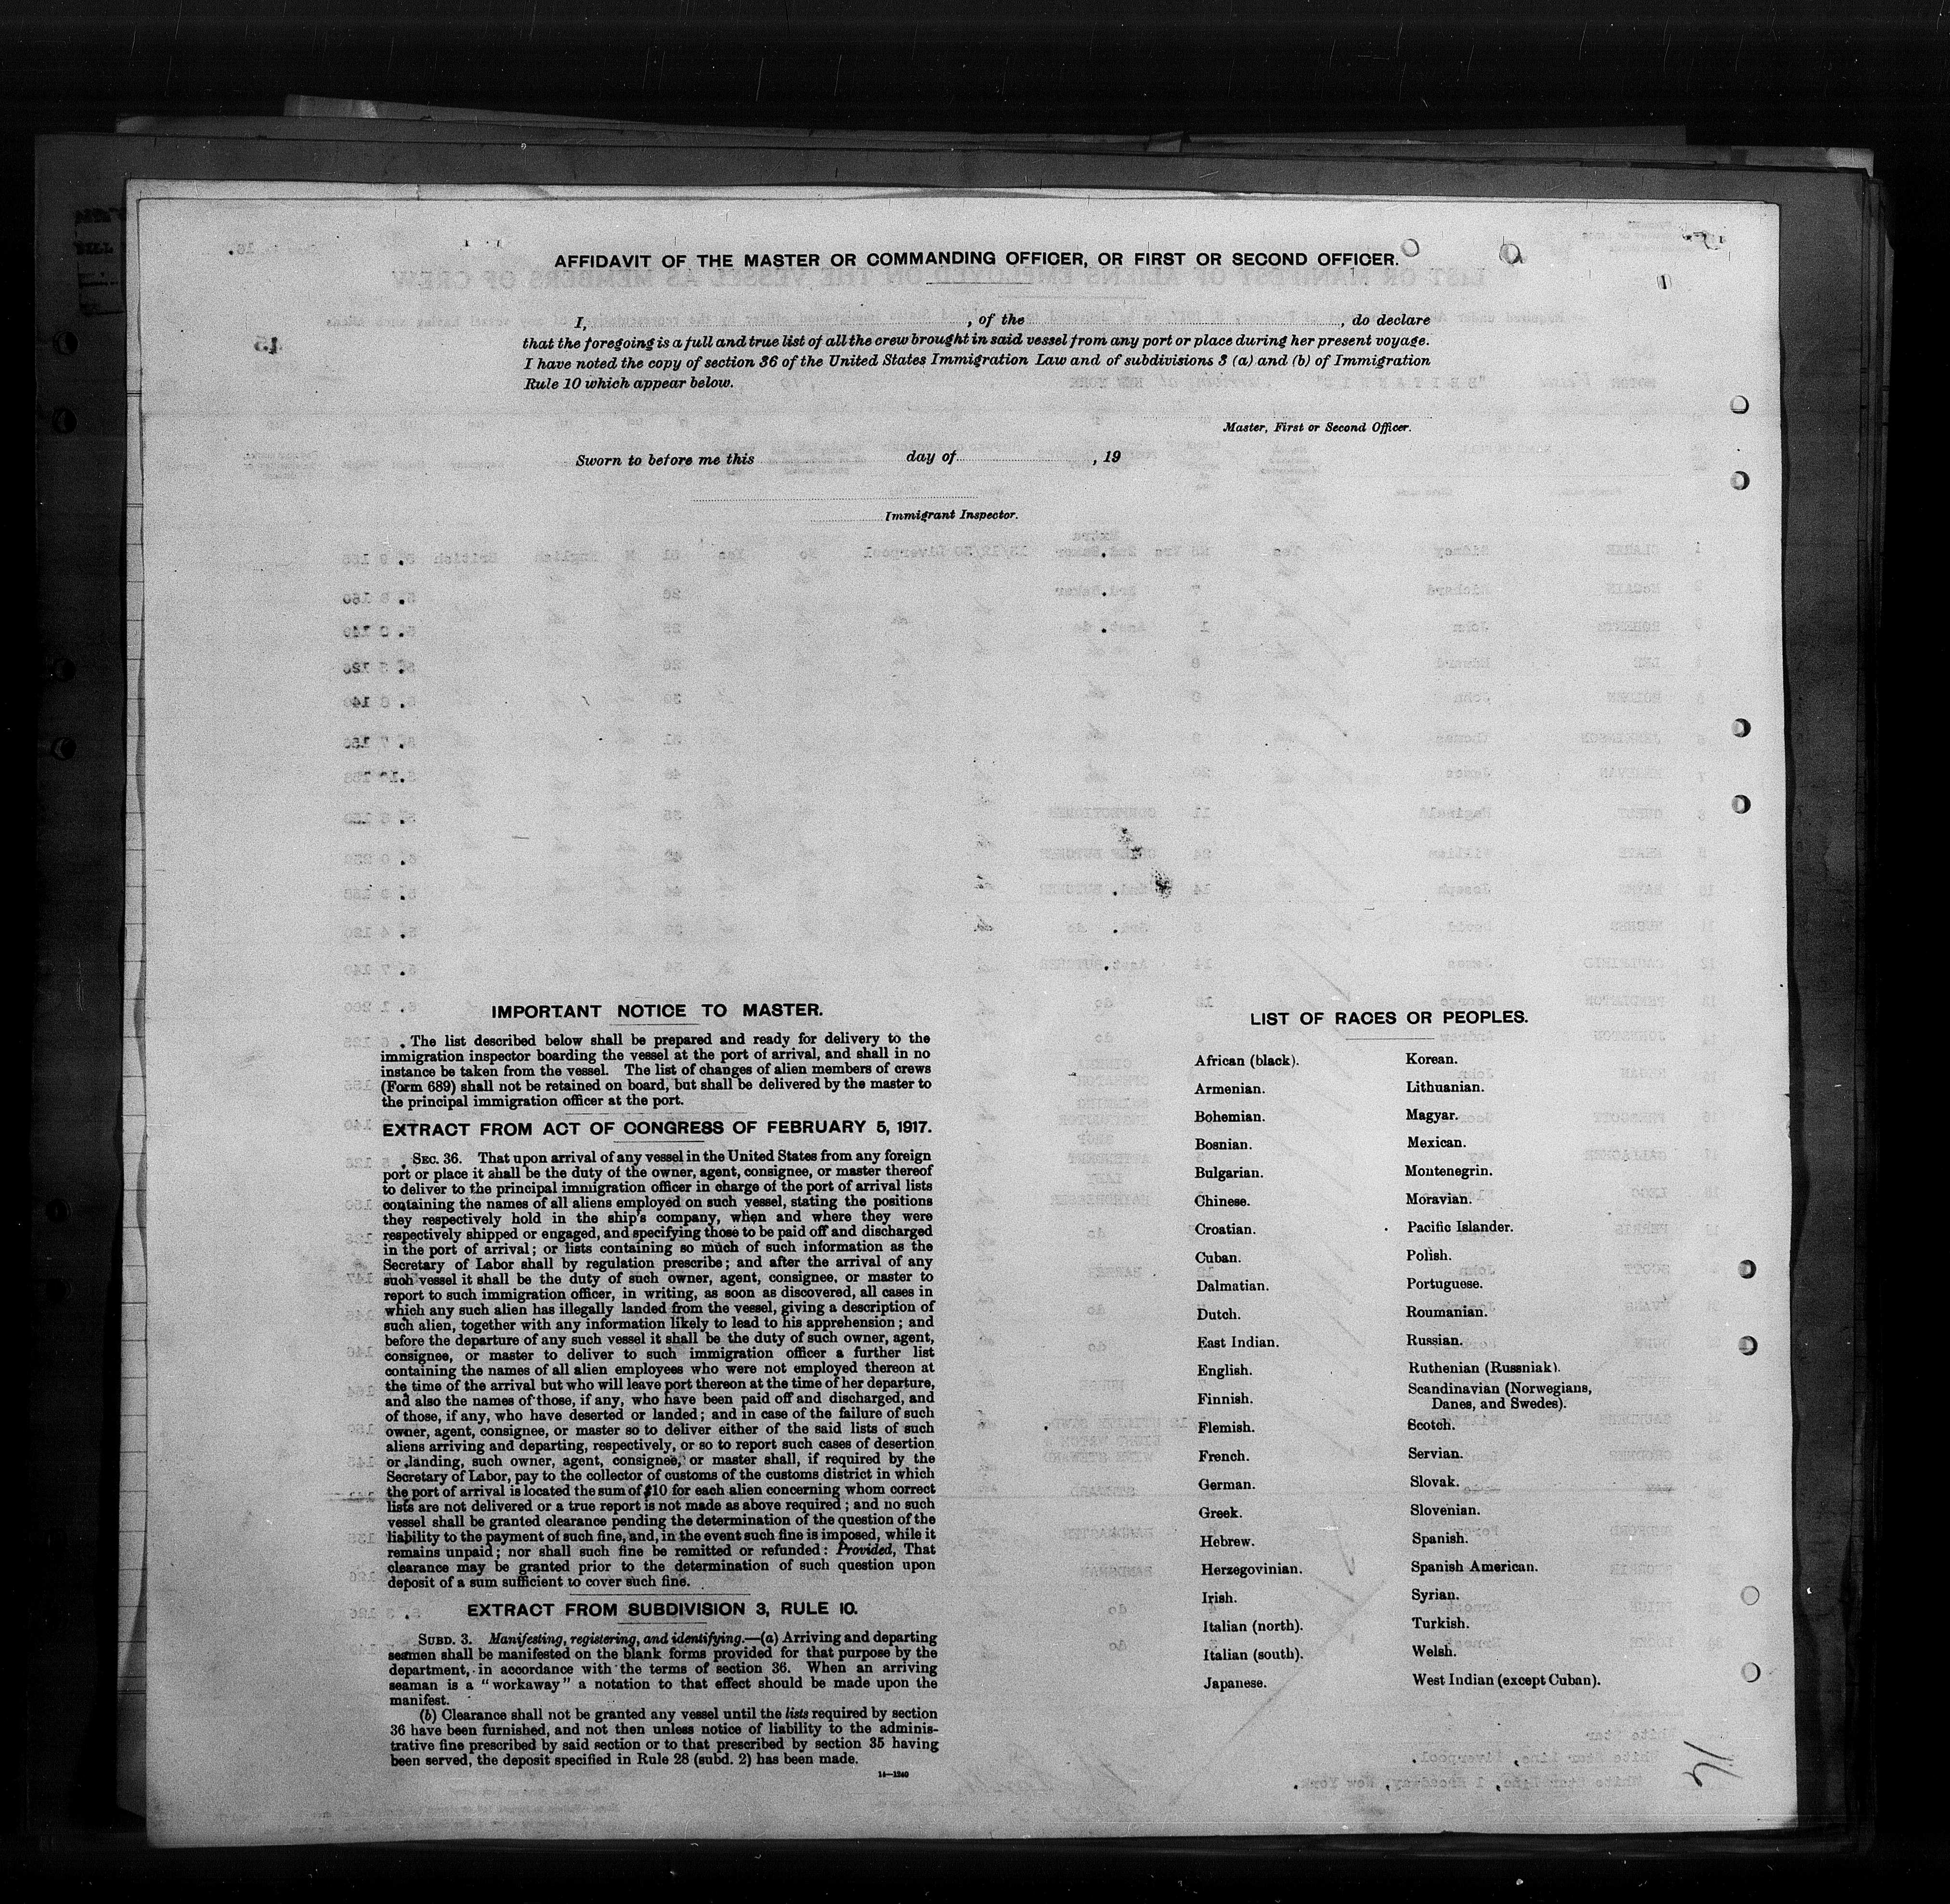 AFFIDAVIT OF THE MASTER OR COMMANDING OFFICER, OR FIRST OR SECOND OFFICER.
I, , of the , do declare
that the foregoing is a full and true list of all the crew brought in said vessel from any port or place during her present voyage.
I have noted the copy of section 36 of the United States Immigration Law and of subdivisions 3 (a) and (b) of Immigration
Rule 10 which appear below.
Master, First or Second Officer.
Sworn to before me this day of , 19
Immigrant Inspector.
IMPORTANT NOTICE TO MASTER.
The list described below shall be prepared and ready for delivery to the
immigration inspector boarding the vessel at the port of arrival, and shall in no
instance be taken from the vessel. The list of changes of alien members of crews
(Form 689) shall not be retained on board, but shall be delivered by the master to
the principal immigration officer at the port.
EXTRACT FROM ACT OF CONGRESS OF FEBRUARY 5, 1917.
SEC. 36. That upon arrival of any vessel in the United States from any foreign
port or place it shall be the duty of the owner, agent, consignee, or master thereof
to deliver to the principal immigration officer in charge of the port of arrival lists
containing the names of all aliens employed on such vessel, stating the positions
they respectively hold in the ship's company, when and where they were
respectively shipped or engaged, and specifying those to be paid off and discharged
in the port of arrival; or lists containing so much of such information as the
Secretary of Labor shall by regulation prescribe; and after the arrival of any
such vessel it shall be the duty of such owner, agent, consignee, or master to
report to such immigration officer, in writing, as soon as discovered, all cases in
which any such alien has illegally landed from the vessel, giving a description of
such alien, together with any information likely to lead to his apprehension; and
before the departure of any such vessel it shall be the duty of such owner, agent,
consignee, or master to deliver to such immigration officer a further list
containing the names of all alien employees who were not employed thereon at
the time of the arrival but who will leave port thereon at the time of her departure,
and also the names of those, if any, who have been paid off and discharged, and
of those, if any, who have deserted or landed; and in case of the failure of such
owner, agent, consignee, or master so to deliver either of the said lists of such
aliens arriving and departing, respectively, or so to report such cases of desertion
or landing, such owner, agent, consignee, or master shall, if required by the
Secretary of Labor, pay to the collector of customs of the customs district in which
the port of arrival is located the sum of $10 for each alien concerning whom correct
lists are not delivered or a true report is not made as above required; and no such
vessel shall be granted clearance pending the determination of the question of the
liability to the payment of such fine, and, in the event such fine is imposed, while it
remains unpaid; nor shall such fine be remitted or refunded: Provided, That
clearance may be granted prior to the determination of such question upon
deposit of a sum sufficient to cover such fine.
EXTRACT FROM SUBDIVISION 3, RULE 10.
SUBD. 3. Manifesting, registering, and identifying.—(a) Arriving and departing
seamen shall be manifested on the blank forms provided for that purpose by the
department, in accordance with the terms of section 36. When an arriving
seaman is a "workaway" a notation to that effect should be made upon the
manifest.
(b) Clearance shall not be granted any vessel until the lists required by section
36 have been furnished, and not then unless notice of liability to the adminis-
trative fine prescribed by said section or to that prescribed by section 35 having
been served, the deposit specified in Rule 28 (subd. 2) has been made.
14—1240
LIST OF RACES OR PEOPLES.
African (black).
Armenian.
Bohemian.
Bosnian.
Bulgarian.
Chinese.
Croatian.
Cuban.
Dalmatian.
Dutch.
East Indian.
English.
Finnish.
Flemish.
French.
German.
Greek.
Hebrew.
Herzegovinian.
Irish.
Italian (north).
Italian (south).
Japanese.
Korean.
Lithuanian.
Magyar.
Mexican.
Montenegrin.
Moravian.
Pacific Islander.
Polish.
Portuguese.
Roumanian.
Russian.
Ruthenian (Russniak).
Scandinavian (Norwegians,
Danes, and Swedes).
Scotch.
Servian.
Slovak.
Slovenian.
Spanish.
Spanish American.
Syrian.
Turkish.
Welsh.
West Indian (except Cuban).